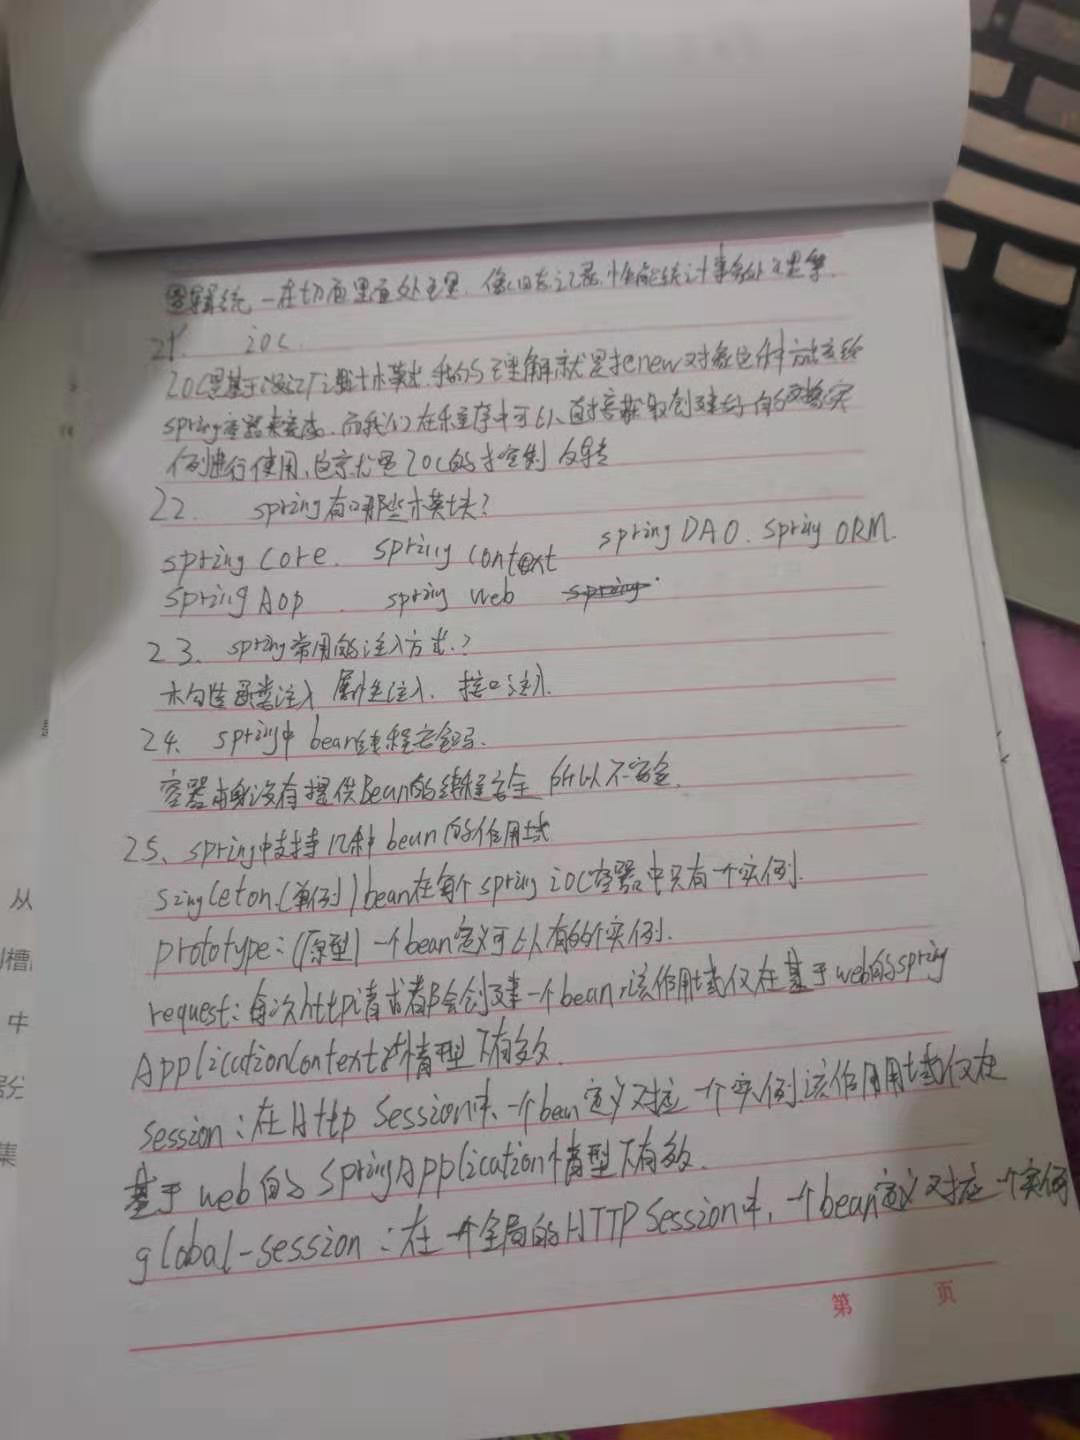 逻辑统一在切面里面处理，像日志记录，性能统计事务处理等.
21. IOC.
IOC是基于设计模式，我的理解就是把new对象这件方式交给
spring容器来完成，而我们在程序中可以直接获取创建好的对象实
例进行使用，这就是IOC的控制反转
22. spring有哪些模块?
spring Core. spring Context spring DAO. Spring ORM.
spring Aop. spring web
23、spring常用的注入方式.?
构造函数注入 属性注入. 接口注入.
24、spring中bean线程安全吗.
容器本身没有提供Bean的线程安全 所以不安全.
25、spring中支持几种bean的作用域
singleton.(单例) bean在每个spring ioc容器中只有一个实例.
prototype:(原型) 一个bean定义可以有的个实例.
request: 每次http请求都会创建一个bean,该作用域仅在基于web的spring
ApplicationContext情型下有效.
session: 在Http Session中、一个bean定义对应一个实例.该作用用域仅在
基于web的SpringApplication情型下有效.
global-session: 在一个全局的HTTP Session中, 一个bean定义对应一个实例
第 页
从
中
集